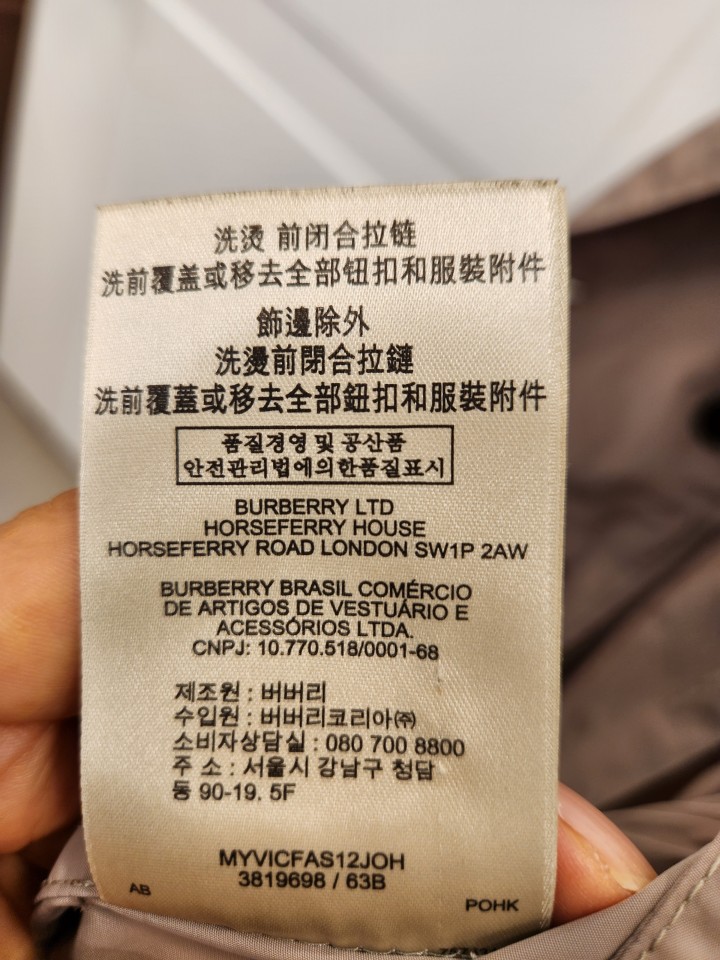 洗烫 前闭合拉链
洗前覆盖或移去全部钮扣和服裝附件
飾邊除外
洗燙前閉合拉鏈
洗前覆蓋或移去全部鈕扣和服裝附件
품질경영 및 공산품
안전관리법에의한품질표시
BURBERRY LTD
HORSEFERRY HOUSE
HORSEFERRY ROAD LONDON SW1P 2AW
BURBERRY BRASIL COMÉRCIO
DE ARTIGOS DE VESTUÁRIO E
ACESSÓRIOS LTDA.
CNPJ: 10.770.518/0001-68
제조원 : 버버리
수입원 : 버버리코리아㈜
소비자상담실 : 080 700 8800
주 소 : 서울시 강남구 청담
동 90-19. 5F
MYVICFAS12JOH
3819698 / 63B
AB
POHK